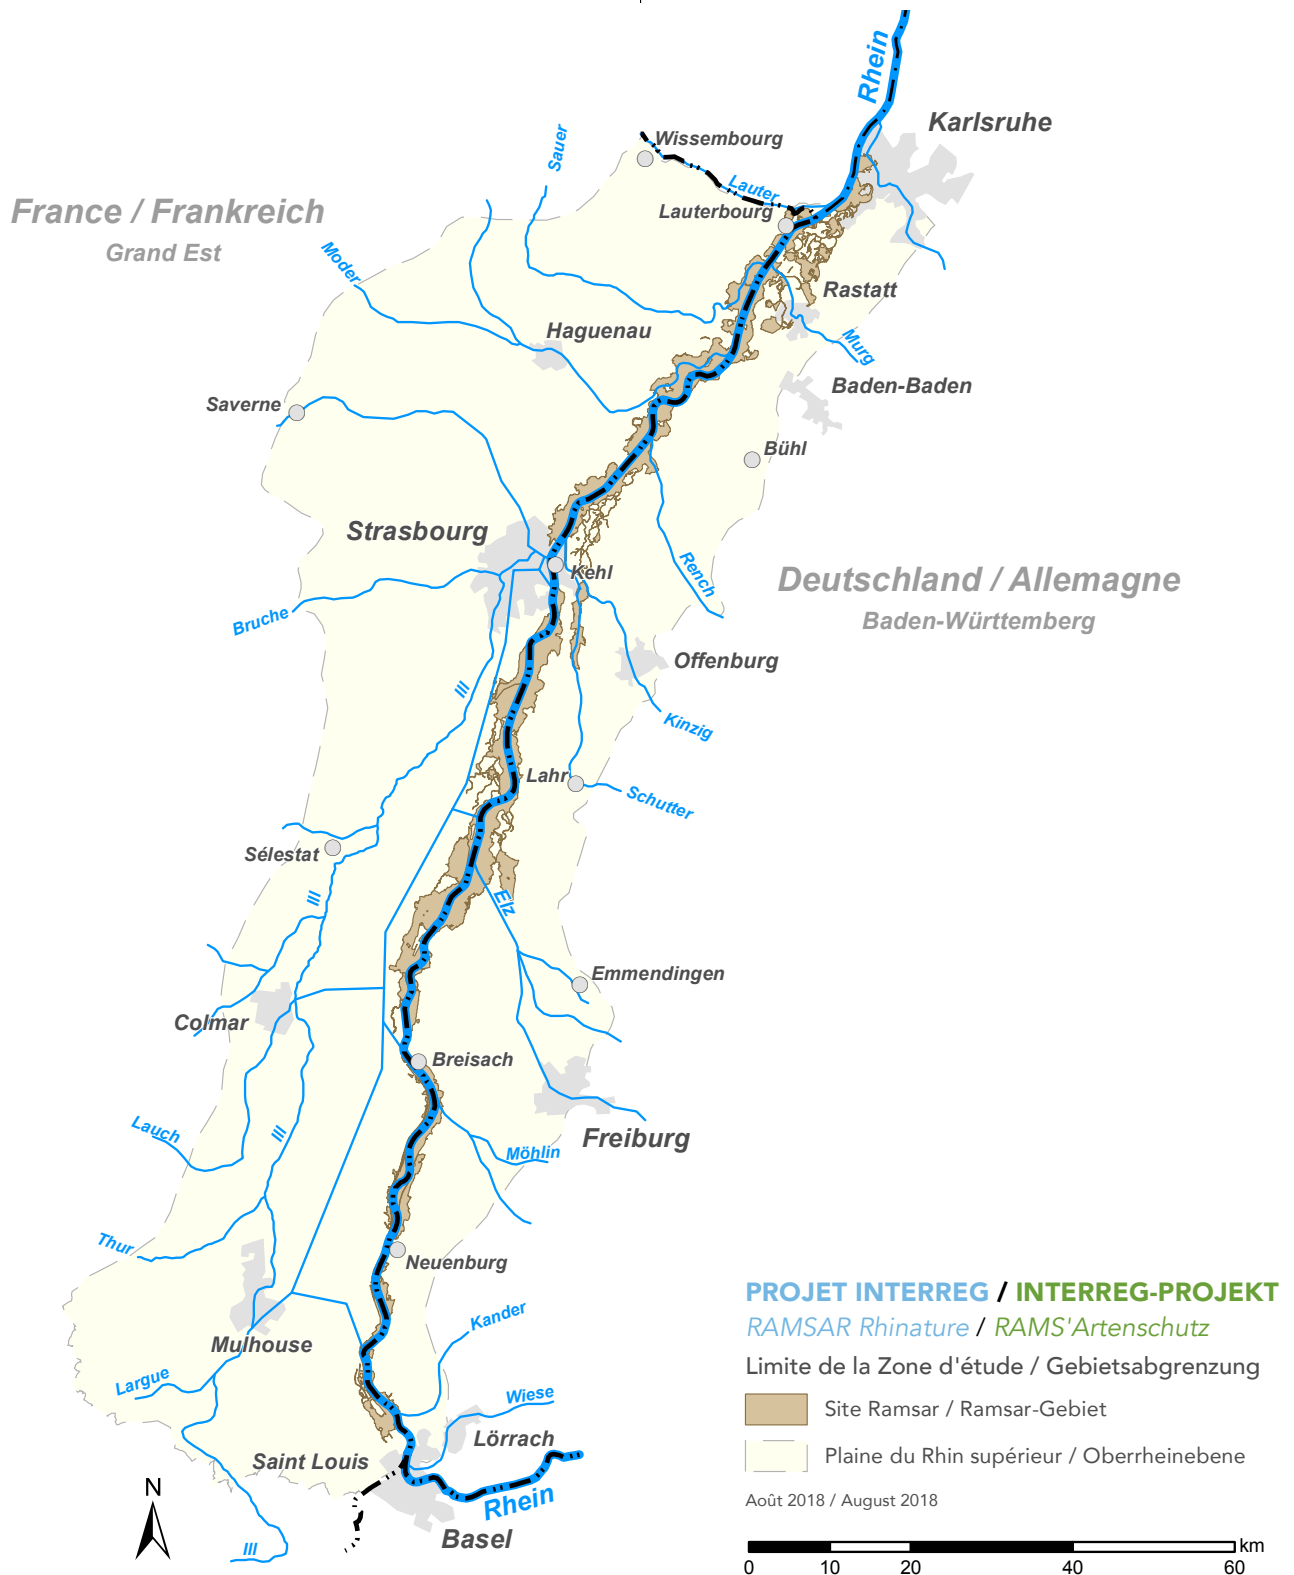 Rhein
Karlsruhe
Wissembourg
Sauer
Lauter
France / Frankreich
Grand Est
Lauterbourg
Moder
Rastatt
Haguenau
Murg
Baden-Baden
Saverne
Bühl
Strasbourg
Kehl
Rench
Deutschland / Allemagne
Baden-Württemberg
Bruche
Offenburg
Ill
Kinzig
Lahr
Schutter
Sélestat
Ill
Elz
Emmendingen
Colmar
Breisach
Lauch
Ill
Freiburg
Möhlin
Thur
Neuenburg
Kander
Mulhouse
Largue
Wiese
Lörrach
Saint Louis
Rhein
Basel
Ill
N
PROJET INTERREG / INTERREG-PROJEKT
RAMSAR Rhinature / RAMS'Artenschutz
Limite de la Zone d'étude / Gebietsabgrenzung
Site Ramsar / Ramsar-Gebiet
Plaine du Rhin supérieur / Oberrheinebene
Août 2018 / August 2018
km
0 10 20 40 60